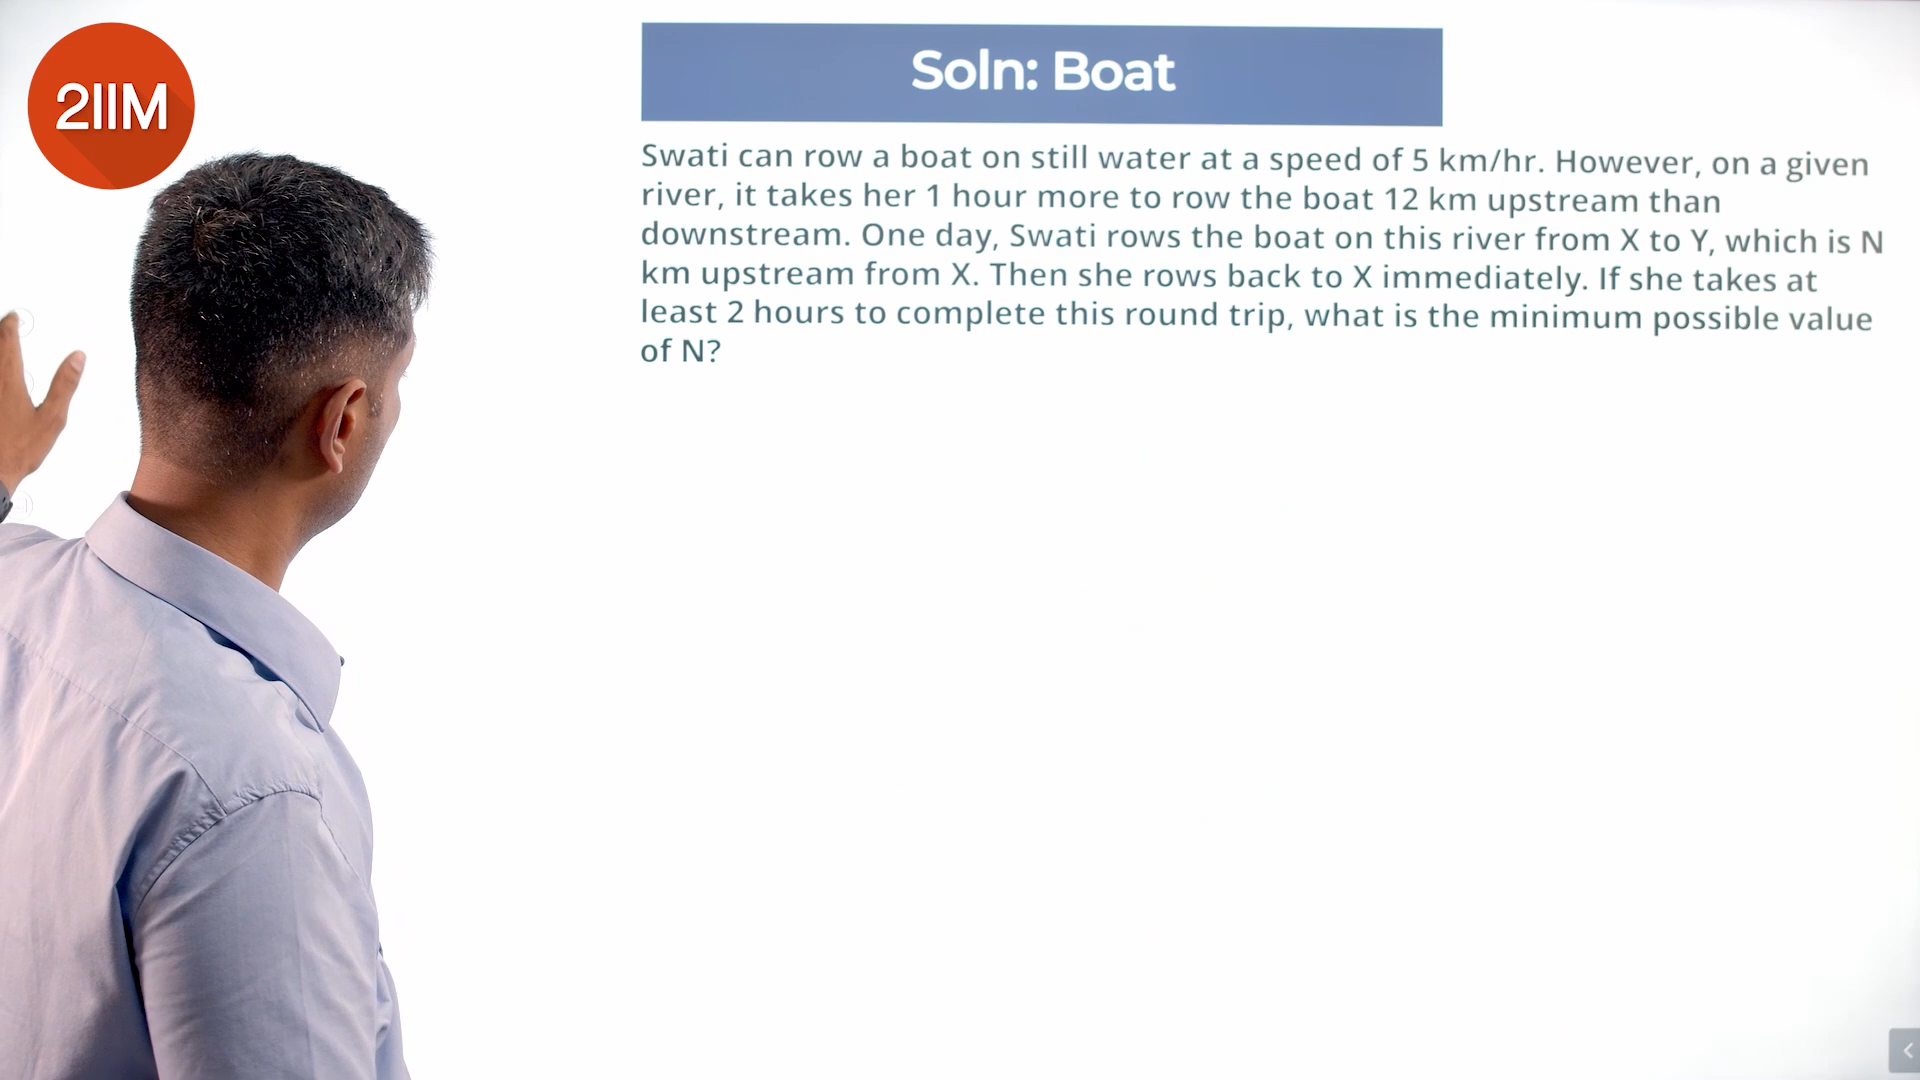 2IIM
Soln: Boat
Swati can row a boat on still water at a speed of 5 km/hr. However, on a given
river, it takes her 1 hour more to row the boat 12 km upstream than
downstream. One day, Swati rows the boat on this river from X to Y, which is N
km upstream from X. Then she rows back to X immediately. If she takes at
least 2 hours to complete this round trip, what is the minimum possible value
of N?